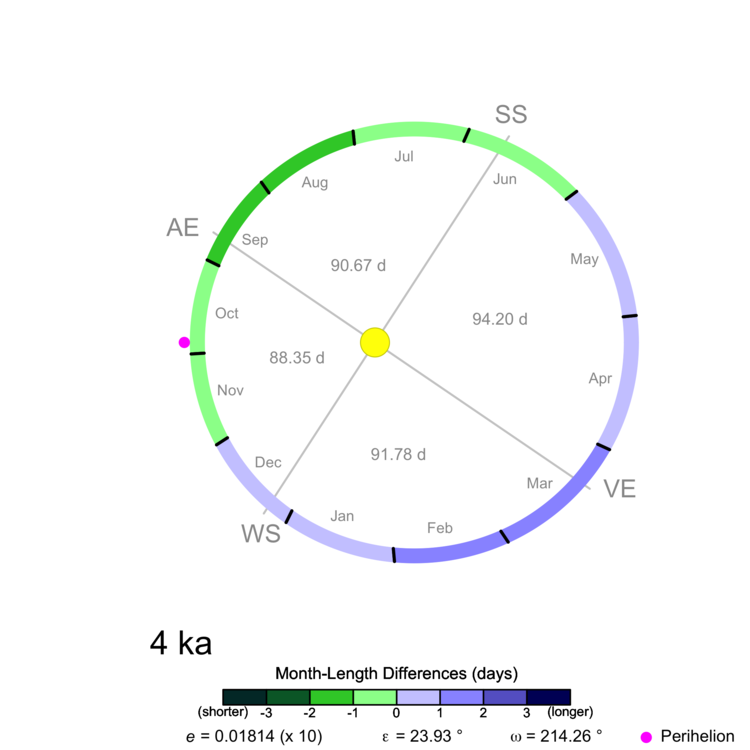 SS
Jul
Jun
Aug
AE
Sep
May
90.67 d
Oct
94.20 d
88.35 d
Apr
Nov
91.78 d
Dec
Mar
VE
Jan
Feb
WS
4 ka
Month-Length Differences (days)
(shorter) -3 -2 -1 0 1 2 3 (longer)
e = 0.01814 (x 10) ε = 23.93 ° ω = 214.26 ° Perihelion